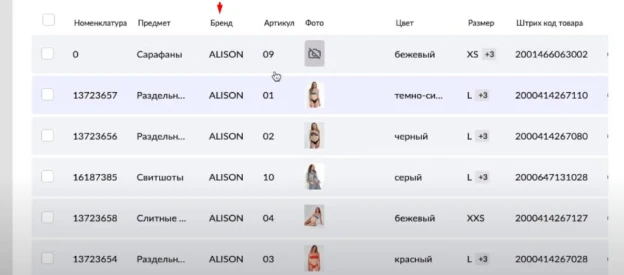 Номенклатура Предмет Бренд Артикул Фото Цвет Размер Штрих код товара
0 Сарафаны ALISON 09 бежевый XS +3 2001466063002
13723657 Раздельн... ALISON 01 темно-си... L +3 2000414267110
13723656 Раздельн... ALISON 02 черный L +3 2000414267080
16187385 Свитшоты ALISON 10 серый L +3 2000647131028
13723658 Слитные ... ALISON 04 бежевый XXS 2000414267127
13723654 Раздельн... ALISON 03 красный L +3 2000414267028